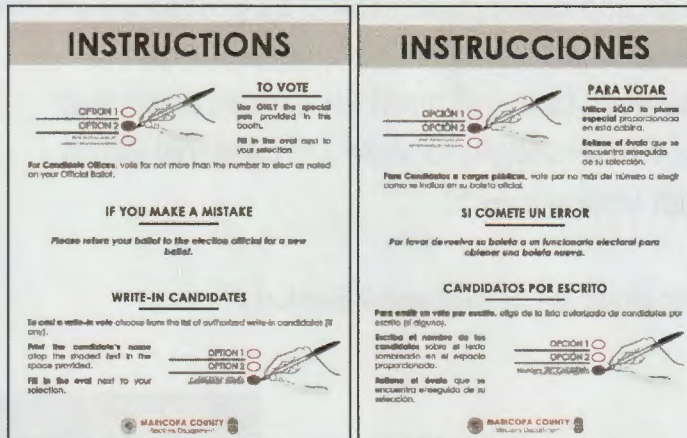 INSTRUCTIONS
TO VOTE
OPTION 1
OPTION 2
Use ONLY the special
pen provided in the
booth.
Fill in the oval next to
your selection.
For Candidate Offices, vote for not more than the number to elect as noted
on your Official Ballot.
IF YOU MAKE A MISTAKE
Please return your ballot to the election official for a new
ballot.
WRITE-IN CANDIDATES
To cast a write-in vote choose from the list of authorized write-in candidates (if
any).
Print the candidate's name
atop the shaded text in the
space provided.
Fill in the oval next to your
selection.
OPTION 1
OPTION 2
MARICOPA COUNTY
Elections Department
INSTRUCCIONES
PARA VOTAR
OPCIÓN 1
OPCIÓN 2
Utilice SÓLO la pluma
especial proporcionada
en esta cabina.
Rellene el óvalo que se
encuentra enseguida
de su selección.
Para Candidatos a cargos públicos, vote por no más del número a elegir
como se indica en su boleta oficial.
SI COMETE UN ERROR
Por favor devuelva su boleta a un funcionario electoral para
obtener una boleta nueva.
CANDIDATOS POR ESCRITO
Para emitir un voto por escrito, elige de la lista autorizada de candidatos por
escrito (si alguno).
Escriba el nombre de los
candidatos sobre el texto
sombreado en el espacio
proporcionado.
Rellene el óvalo que se
encuentra enseguida de su
selección.
OPCIÓN 1
OPCIÓN 2
MARICOPA COUNTY
Elections Department